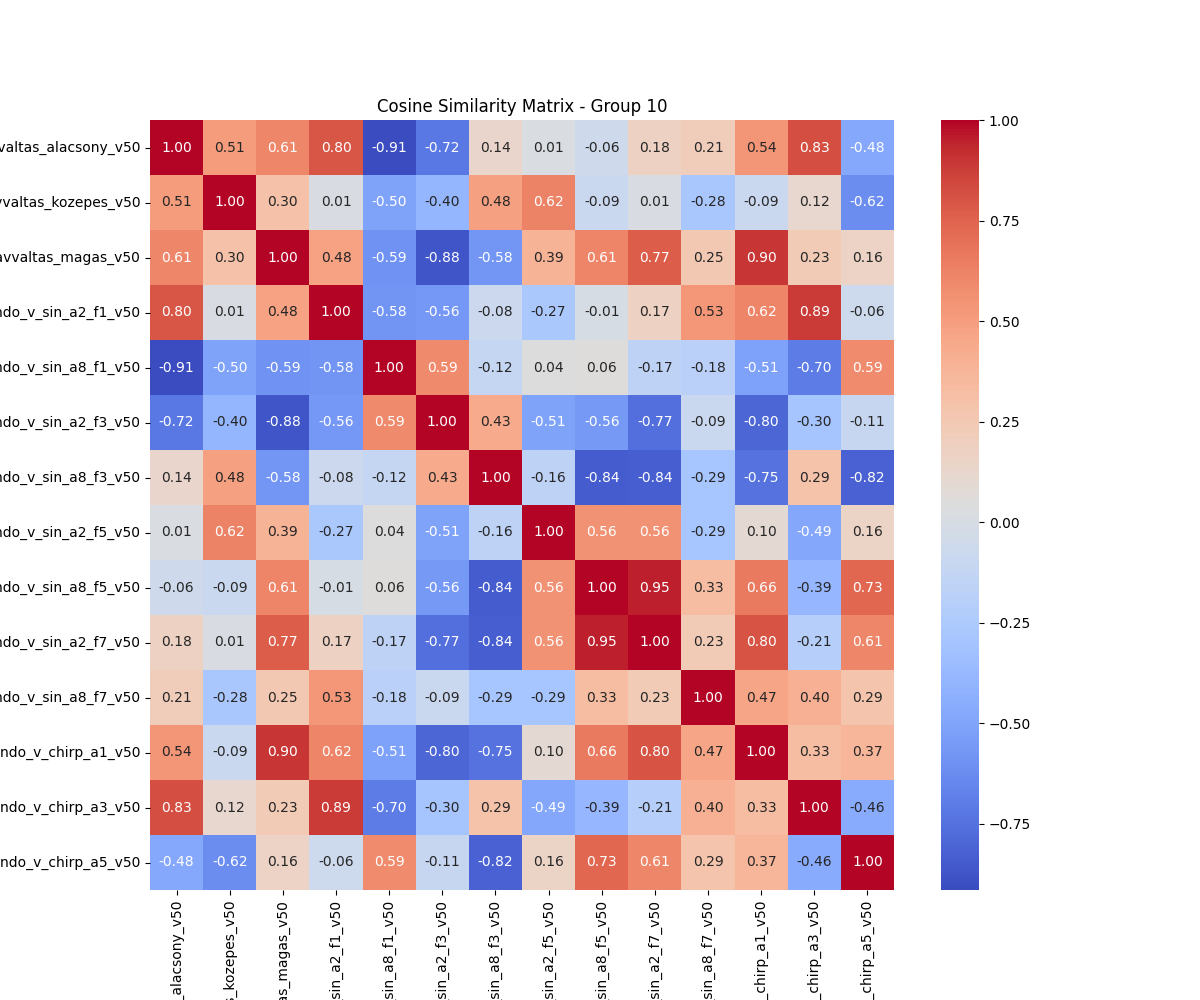 Cosine Similarity Matrix - Group 10
valtas_alacsony_v50 1.00 0.51 0.61 0.80 -0.91 -0.72 0.14 0.01 -0.06 0.18 0.21 0.54 0.83 -0.48
vvaltas_kozepes_v50 0.51 1.00 0.30 0.01 -0.50 -0.40 0.48 0.62 -0.09 0.01 -0.28 -0.09 0.12 -0.62
avvaltas_magas_v50 0.61 0.30 1.00 0.48 -0.59 -0.88 -0.58 0.39 0.61 0.77 0.25 0.90 0.23 0.16
ndo_v_sin_a2_f1_v50 0.80 0.01 0.48 1.00 -0.58 -0.56 -0.08 -0.27 -0.01 0.17 0.53 0.62 0.89 -0.06
ndo_v_sin_a8_f1_v50 -0.91 -0.50 -0.59 -0.58 1.00 0.59 -0.12 0.04 0.06 -0.17 -0.18 -0.51 -0.70 0.59
ndo_v_sin_a2_f3_v50 -0.72 -0.40 -0.88 -0.56 0.59 1.00 0.43 -0.51 -0.56 -0.77 -0.09 -0.80 -0.30 -0.11
ndo_v_sin_a8_f3_v50 0.14 0.48 -0.58 -0.08 -0.12 0.43 1.00 -0.16 -0.84 -0.84 -0.29 -0.75 0.29 -0.82
ndo_v_sin_a2_f5_v50 0.01 0.62 0.39 -0.27 0.04 -0.51 -0.16 1.00 0.56 0.56 -0.29 0.10 -0.49 0.16
ndo_v_sin_a8_f5_v50 -0.06 -0.09 0.61 -0.01 0.06 -0.56 -0.84 0.56 1.00 0.95 0.33 0.66 -0.39 0.73
ndo_v_sin_a2_f7_v50 0.18 0.01 0.77 0.17 -0.17 -0.77 -0.84 0.56 0.95 1.00 0.23 0.80 -0.21 0.61
ndo_v_sin_a8_f7_v50 0.21 -0.28 0.25 0.53 -0.18 -0.09 -0.29 -0.29 0.33 0.23 1.00 0.47 0.40 0.29
ndo_v_chirp_a1_v50 0.54 -0.09 0.90 0.62 -0.51 -0.80 -0.75 0.10 0.66 0.80 0.47 1.00 0.33 0.37
ndo_v_chirp_a3_v50 0.83 0.12 0.23 0.89 -0.70 -0.30 0.29 -0.49 -0.39 -0.21 0.40 0.33 1.00 -0.46
ndo_v_chirp_a5_v50 -0.48 -0.62 0.16 -0.06 0.59 -0.11 -0.82 0.16 0.73 0.61 0.29 0.37 -0.46 1.00
_alacsony_v50
s_kozepes_v50
as_magas_v50
sin_a2_f1_v50
sin_a8_f1_v50
sin_a2_f3_v50
sin_a8_f3_v50
sin_a2_f5_v50
sin_a8_f5_v50
sin_a2_f7_v50
sin_a8_f7_v50
_chirp_a1_v50
_chirp_a3_v50
_chirp_a5_v50
1.00
0.75
0.50
0.25
0.00
−0.25
−0.50
−0.75